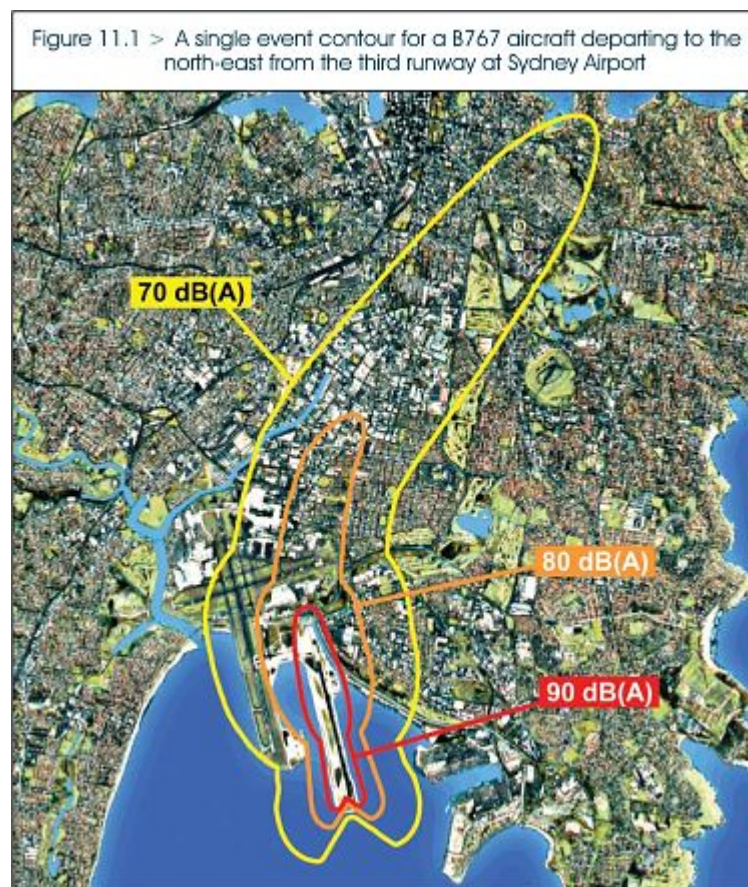 Figure 11.1 > A single event contour for a B767 aircraft departing to the
north-east from the third runway at Sydney Airport
70 dB(A)
80 dB(A)
90 dB(A)